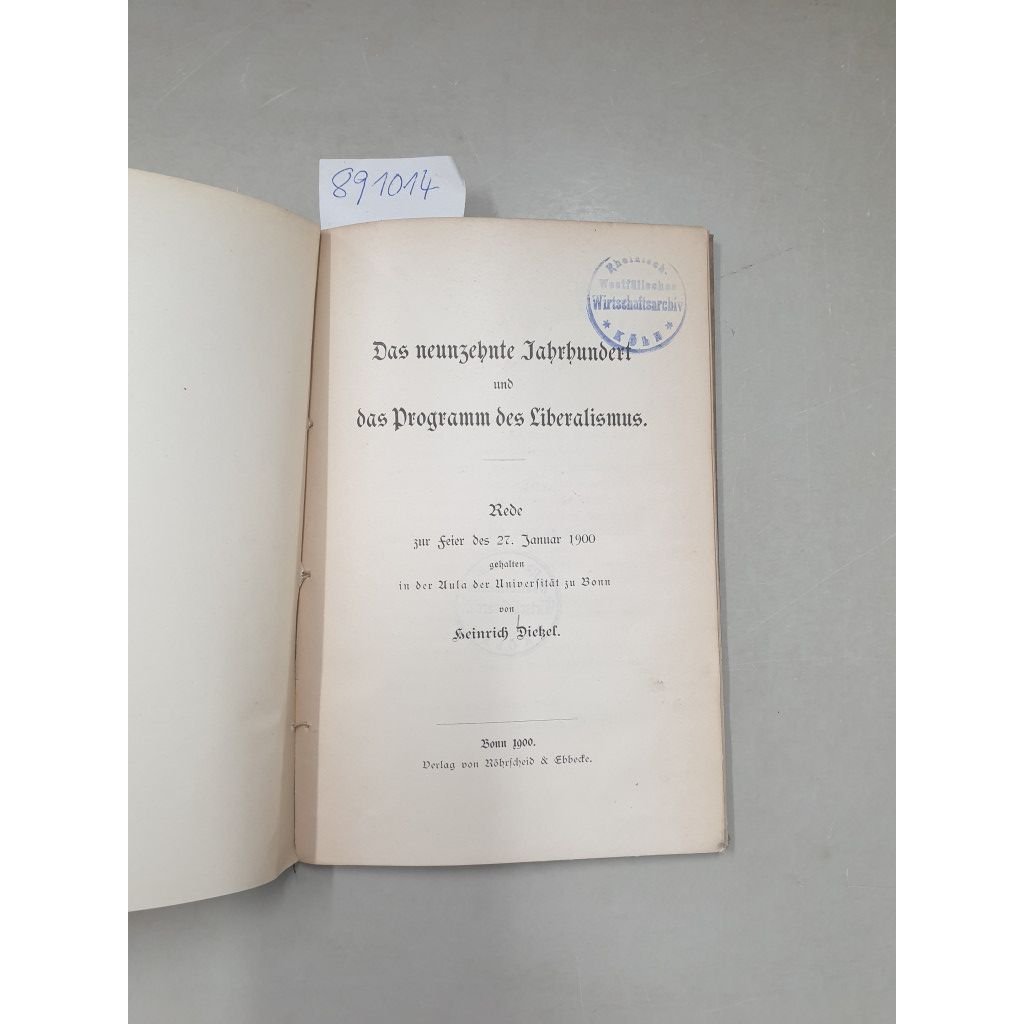 891014
Rheinisch-
Westfälisches
Wirtschaftsarchiv
* KÖLN *
Das neunzehnte Jahrhundert
und
das Programm des Liberalismus.
Rede
zur Feier des 27. Januar 1900
gehalten
in der Aula der Universität zu Bonn
von
Heinrich Dietzel.
Bonn 1900.
Verlag von Röhrscheid & Ebbecke.